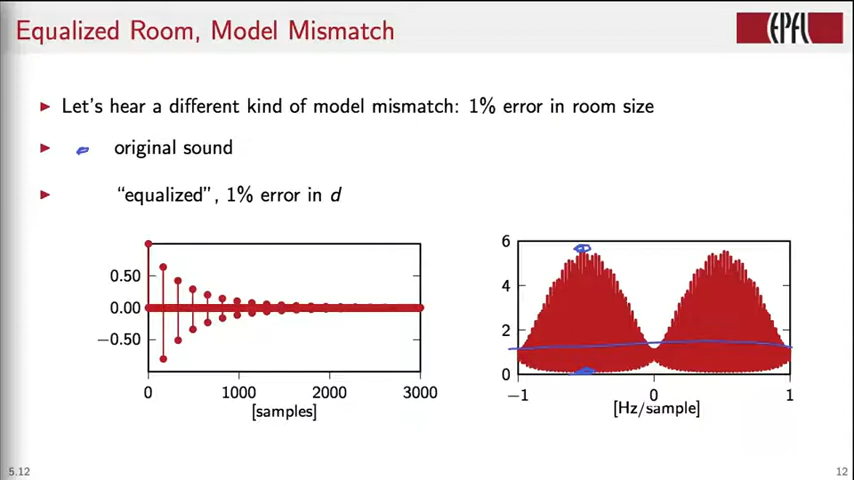 Equalized Room, Model Mismatch
EPFL
Let's hear a different kind of model mismatch: 1% error in room size
original sound
"equalized", 1% error in d
0.50
0.00
−0.50
0 1000 2000 3000
[samples]
6
4
2
0
−1 0 1
[Hz/sample]
5.12
12